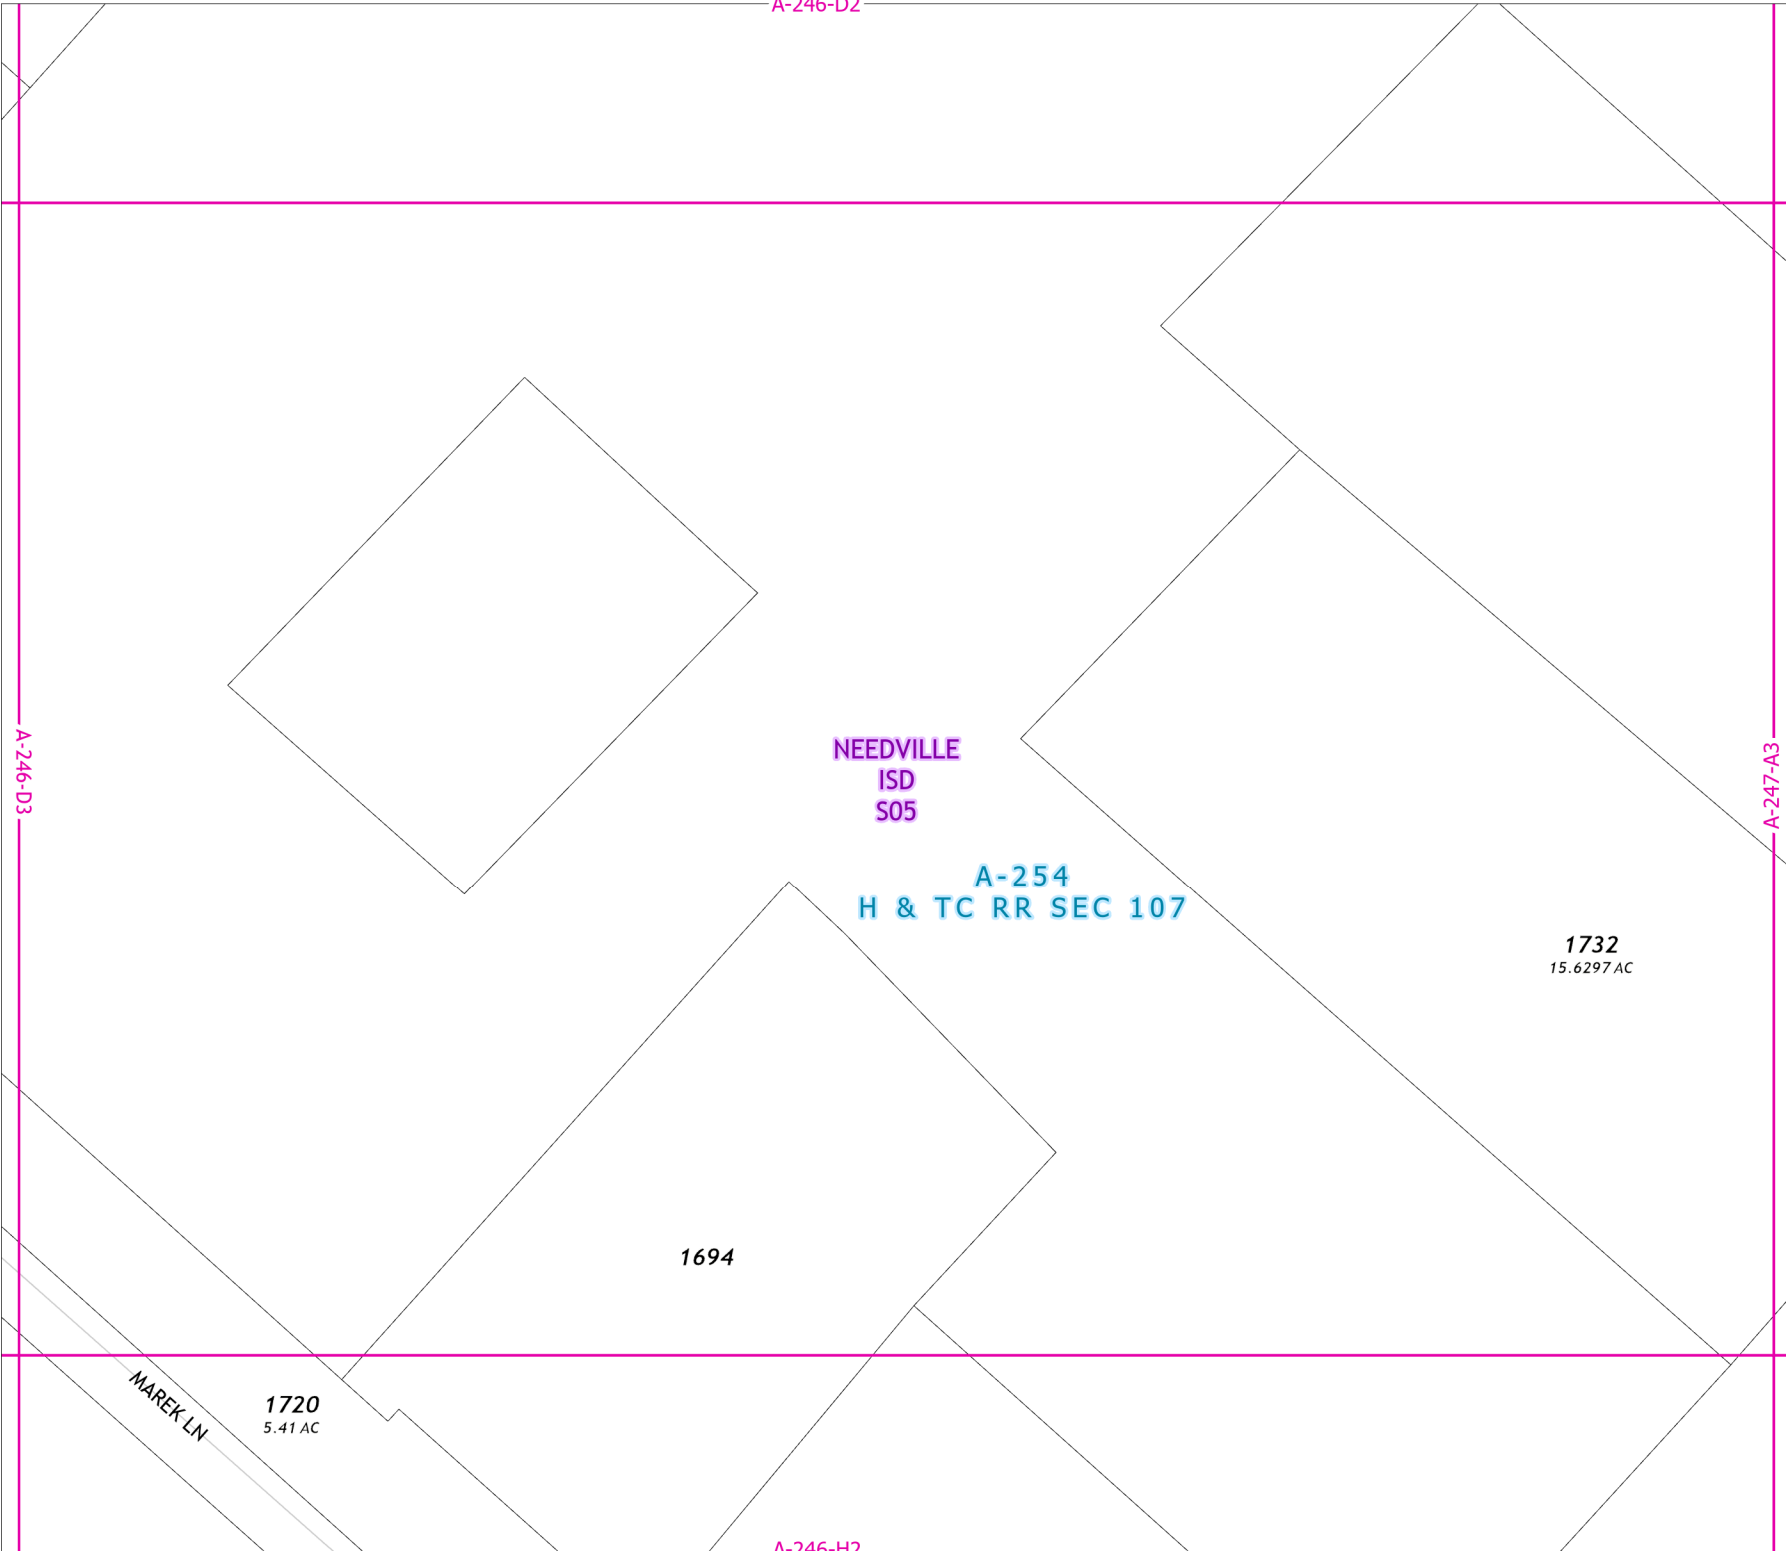 A-246-D2
A-246-D3
NEEDVILLE
ISD
S05
A-247-A3
A-254
H & TC RR SEC 107
1732
15.6297 AC
1694
MAREK LN
1720
5.41 AC
A-246-H2